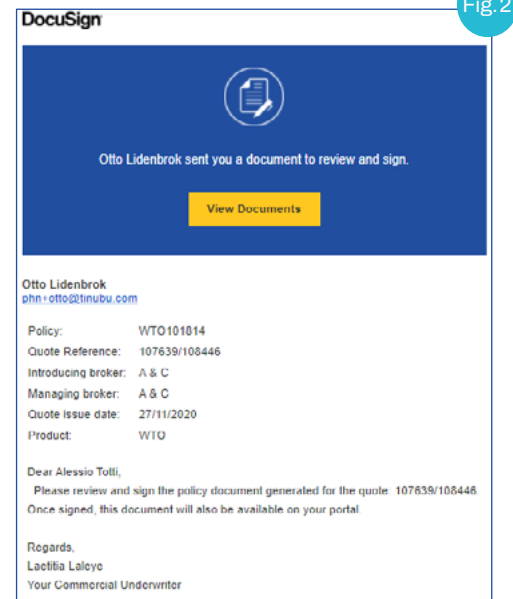 Fig.2
DocuSign
Otto Lidenbrok sent you a document to review and sign.
View Documents
Otto Lidenbrok
phn+otto@tinubu.com
Policy: WTO101814
Quote Reference: 107639/108446
Introducing broker: A & C
Managing broker: A & C
Quote issue date: 27/11/2020
Product: WTO
Dear Alessio Totti,
Please review and sign the policy document generated for the quote 107639/108446
Once signed, this document will also be available on your portal
Regards,
Laetitia Laleye
Your Commercial Underwriter